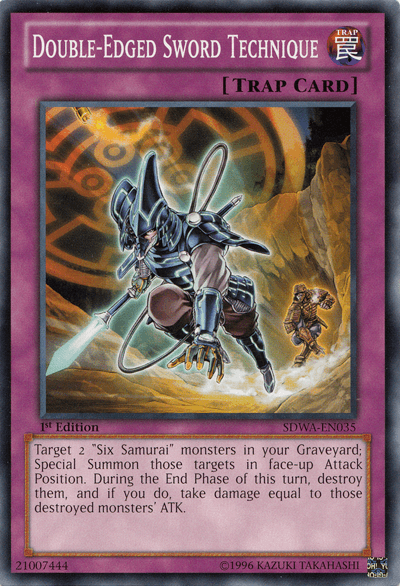 DOUBLE-EDGED SWORD TECHNIQUE
TRAP
罠
[TRAP CARD]
1st Edition
SDWA-EN035
Target 2 "Six Samurai" monsters in your Graveyard;
Special Summon those targets in face-up Attack
Position. During the End Phase of this turn, destroy
them, and if you do, take damage equal to those
destroyed monsters' ATK.
21007444
©1996 KAZUKI TAKAHASHI